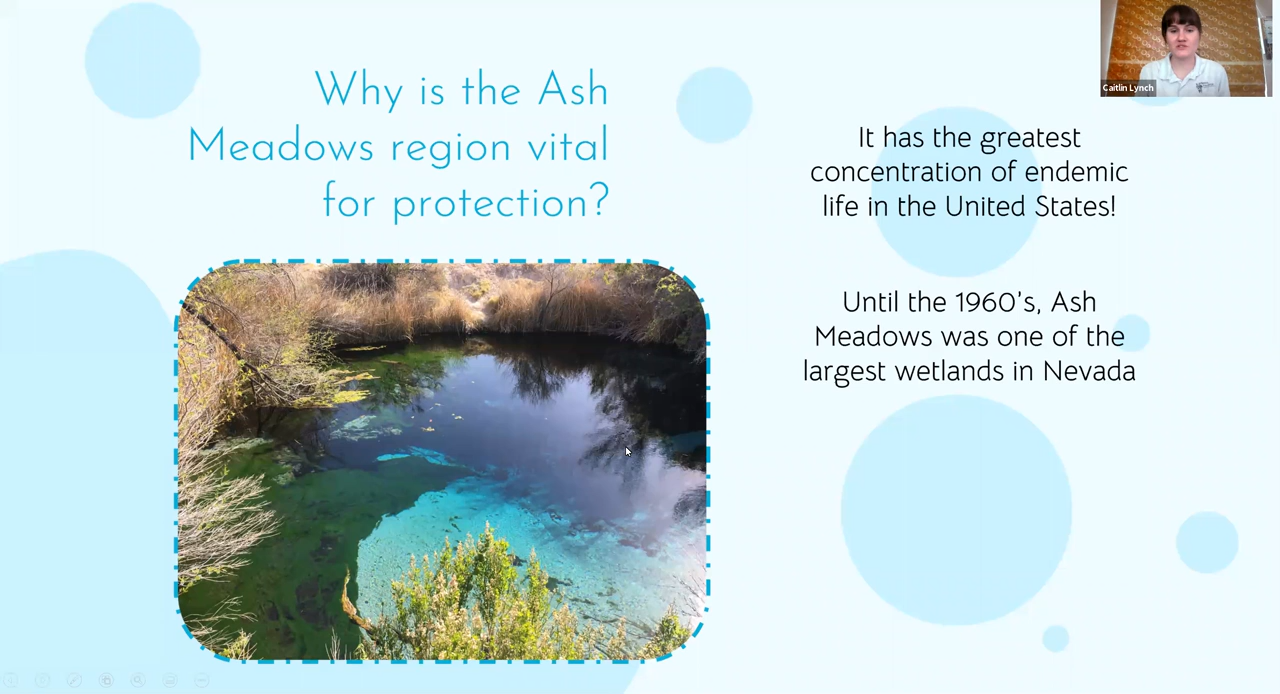 Why is the Ash
Meadows region vital
for protection?
It has the greatest
concentration of endemic
life in the United States!
Until the 1960's, Ash
Meadows was one of the
largest wetlands in Nevada
Caitlin Lynch